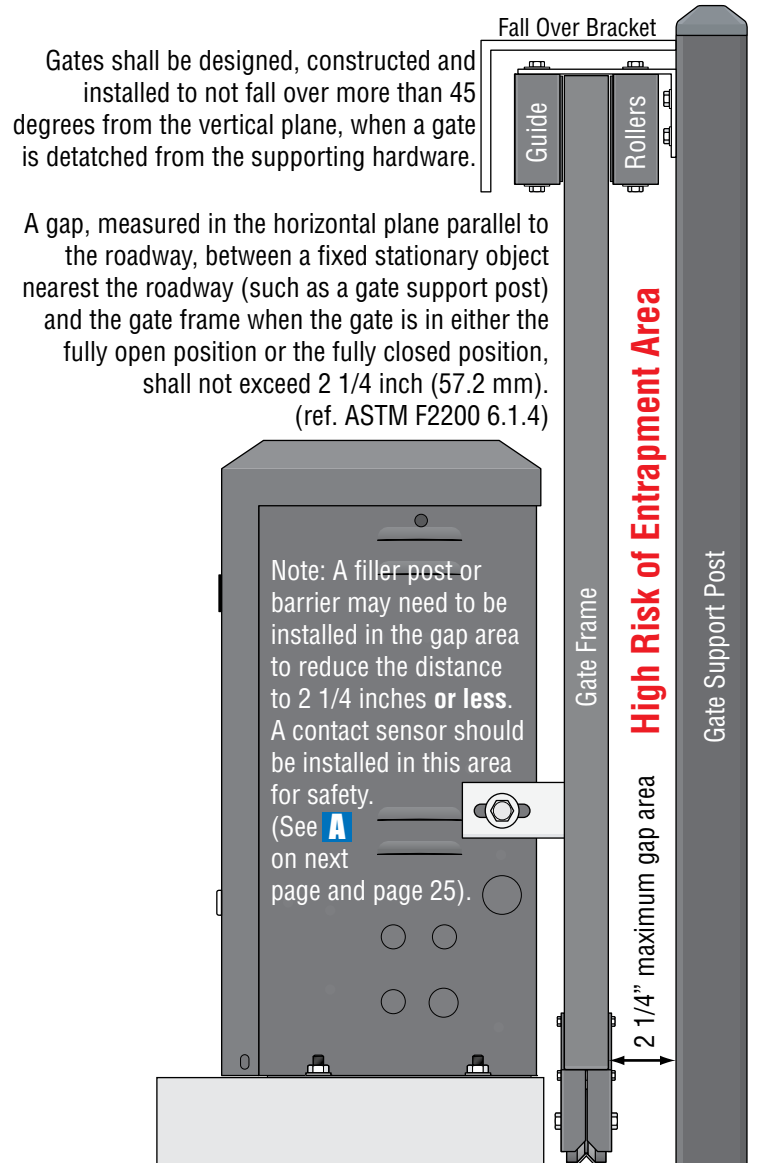 Fall Over Bracket
Gates shall be designed, constructed and
installed to not fall over more than 45
degrees from the vertical plane, when a gate
is detatched from the supporting hardware.
Guide
Rollers
A gap, measured in the horizontal plane parallel to
the roadway, between a fixed stationary object
nearest the roadway (such as a gate support post)
and the gate frame when the gate is in either the
fully open position or the fully closed position,
shall not exceed 2 1/4 inch (57.2 mm).
(ref. ASTM F2200 6.1.4)
Note: A filler post or
barrier may need to be
installed in the gap area
to reduce the distance
to 2 1/4 inches or less.
A contact sensor should
be installed in this area
for safety.
(See A
on next
page and page 25).
Gate Frame
High Risk of Entrapment Area
2 1/4” maximum gap area
Gate Support Post